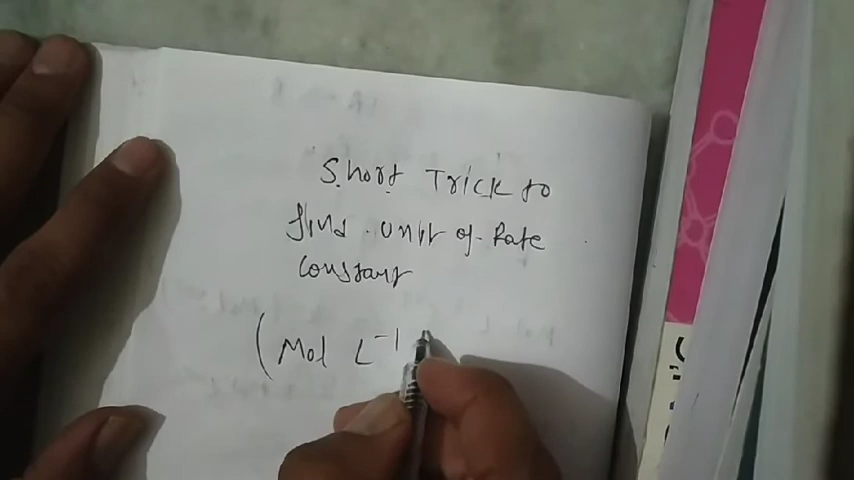 Short Trick to
find unit of Rate
constant
(Mol L⁻¹